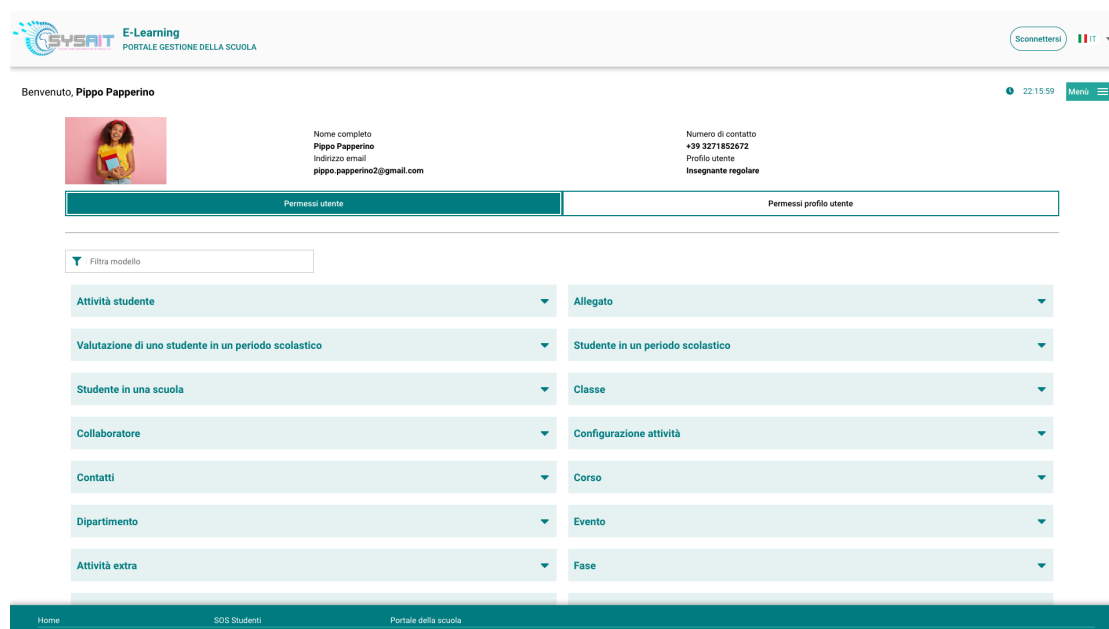 SYSAIT
E-Learning
PORTALE GESTIONE DELLA SCUOLA
Sconnettersi
IT
Benvenuto, Pippo Papperino
22:15:59
Menù
Nome completo
Pippo Papperino
Indirizzo email
pippo.papperino2@gmail.com
Numero di contatto
+39 3271852672
Profilo utente
Insegnante regolare
Permessi utente
Permessi profilo utente
Filtra modello
Attività studente
Allegato
Valutazione di uno studente in un periodo scolastico
Studente in un periodo scolastico
Studente in una scuola
Classe
Collaboratore
Configurazione attività
Contatti
Corso
Dipartimento
Evento
Attività extra
Fase
Home
SOS Studenti
Portale della scuola